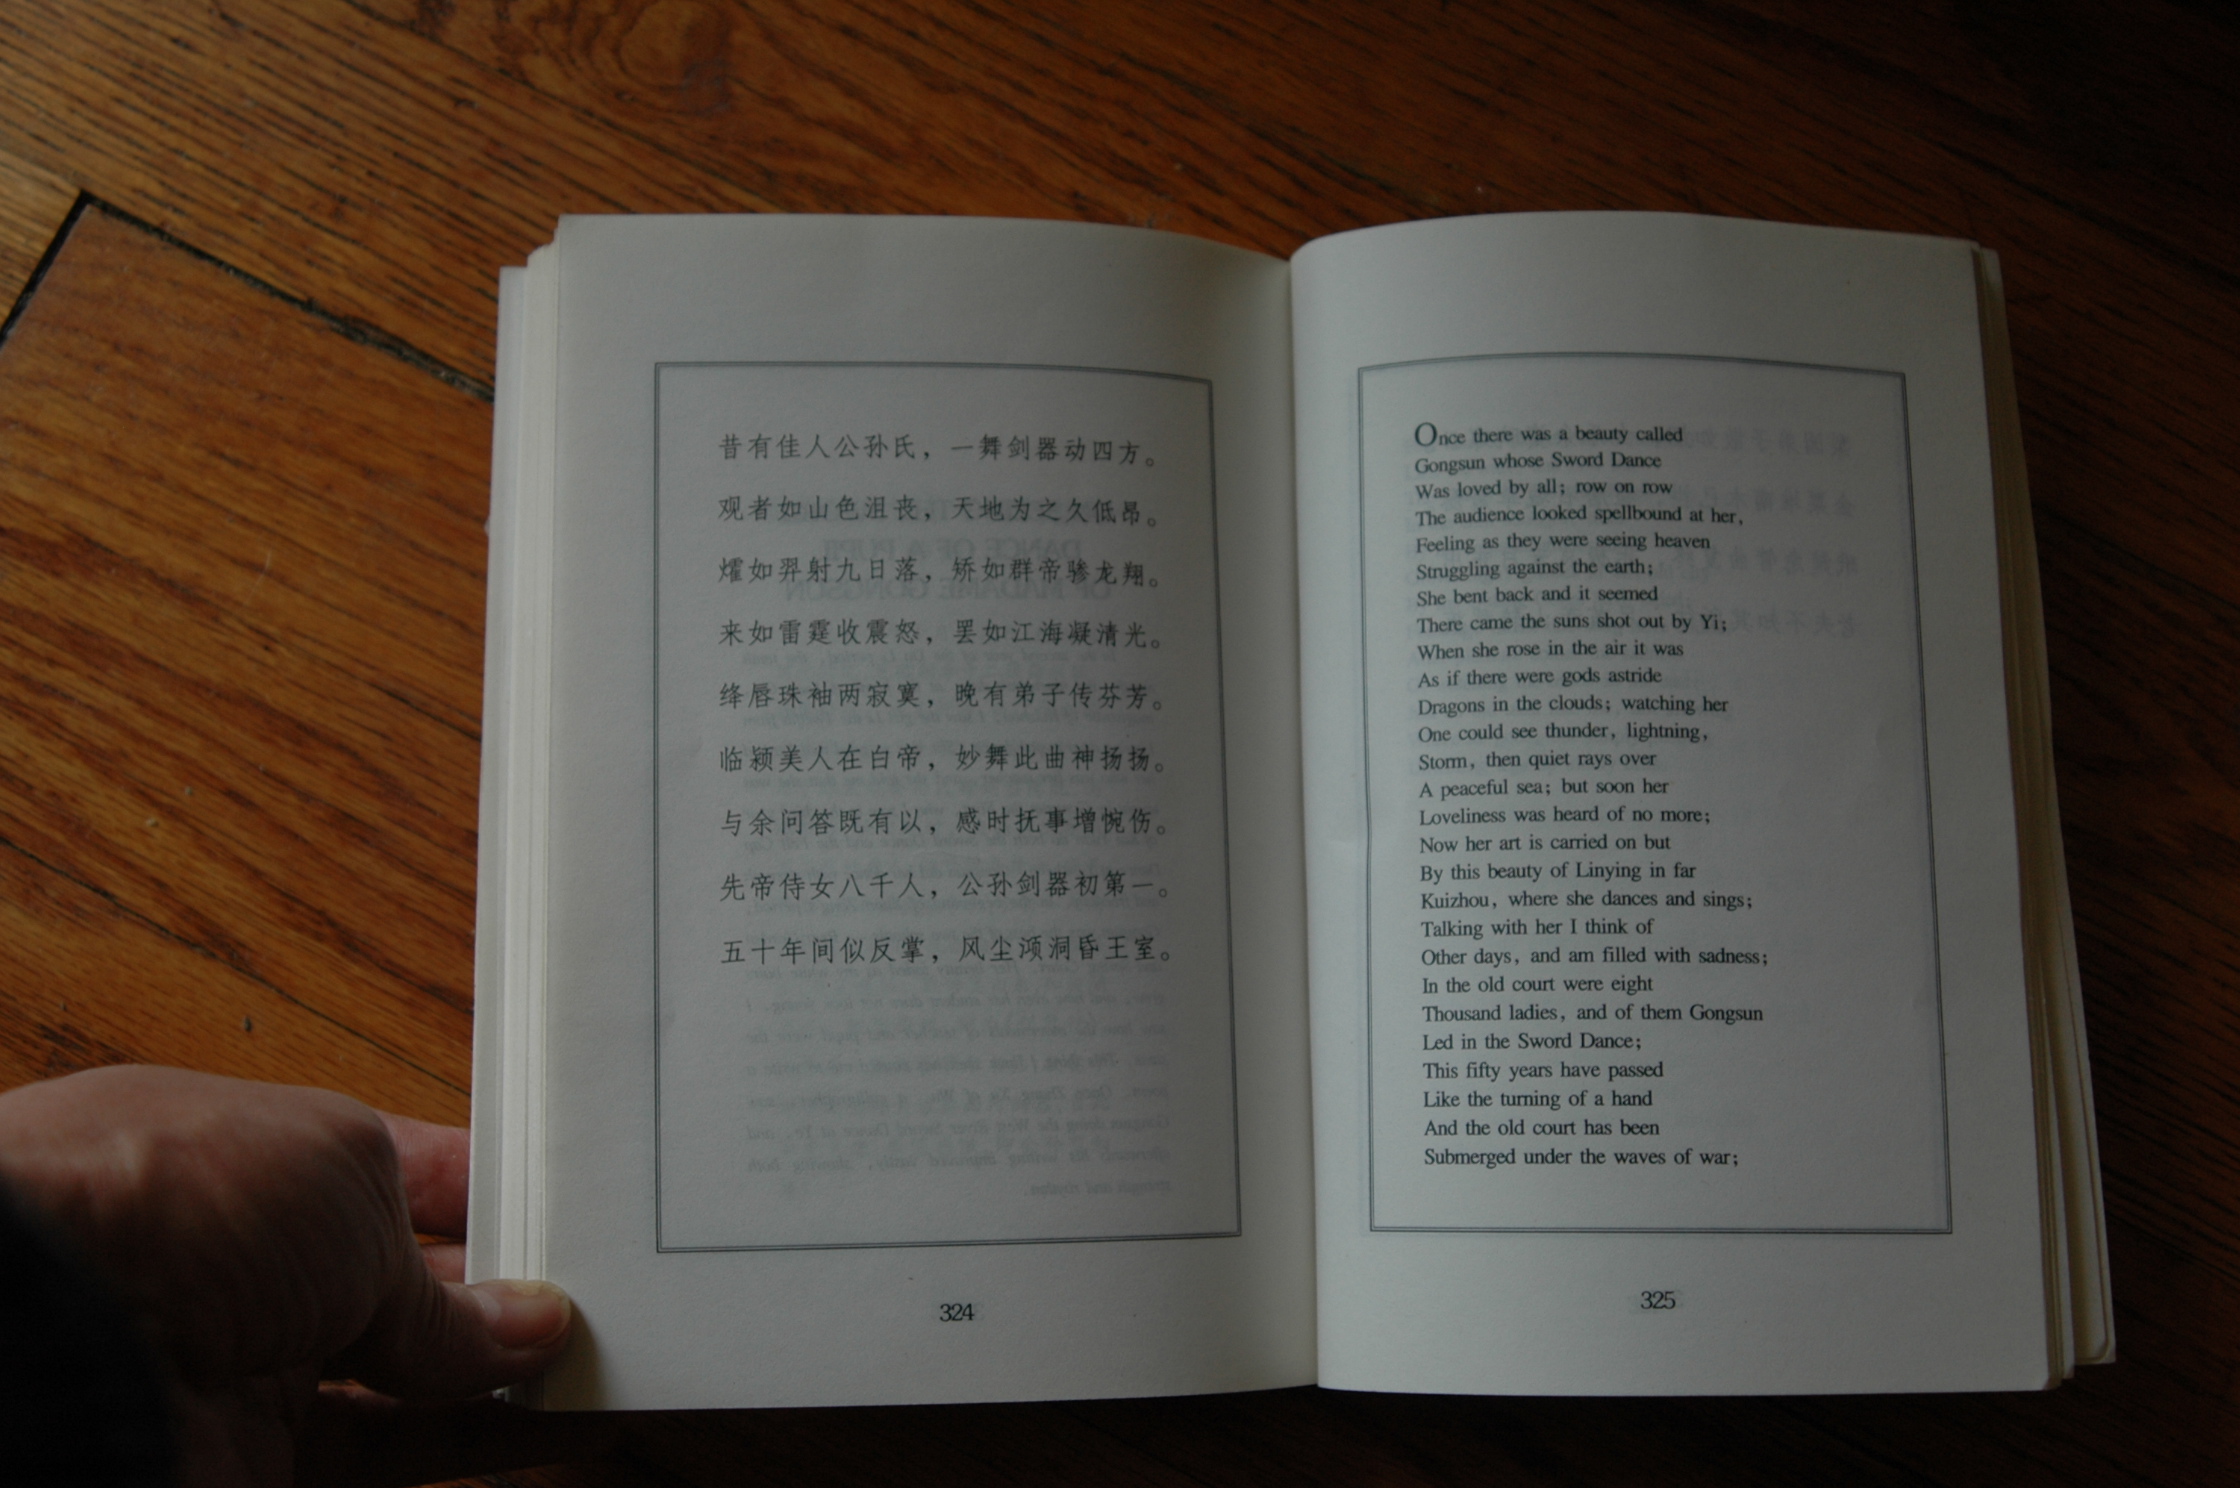 昔有佳人公孙氏，一舞剑器动四方。
观者如山色沮丧，天地为之久低昂。
㸌如羿射九日落，矫如群帝骖龙翔。
来如雷霆收震怒，罢如江海凝清光。
绛唇珠袖两寂寞，晚有弟子传芬芳。
临颍美人在白帝，妙舞此曲神扬扬。
与余问答既有以，感时抚事增惋伤。
先帝侍女八千人，公孙剑器初第一。
五十年间似反掌，风尘澒洞昏王室。
324
Once there was a beauty called
Gongsun whose Sword Dance
Was loved by all; row on row
The audience looked spellbound at her,
Feeling as they were seeing heaven
Struggling against the earth;
She bent back and it seemed
There came the suns shot out by Yi;
When she rose in the air it was
As if there were gods astride
Dragons in the clouds; watching her
One could see thunder, lightning,
Storm, then quiet rays over
A peaceful sea; but soon her
Loveliness was heard of no more;
Now her art is carried on but
By this beauty of Linying in far
Kuizhou, where she dances and sings;
Talking with her I think of
Other days, and am filled with sadness;
In the old court were eight
Thousand ladies, and of them Gongsun
Led in the Sword Dance;
This fifty years have passed
Like the turning of a hand
And the old court has been
Submerged under the waves of war;
325